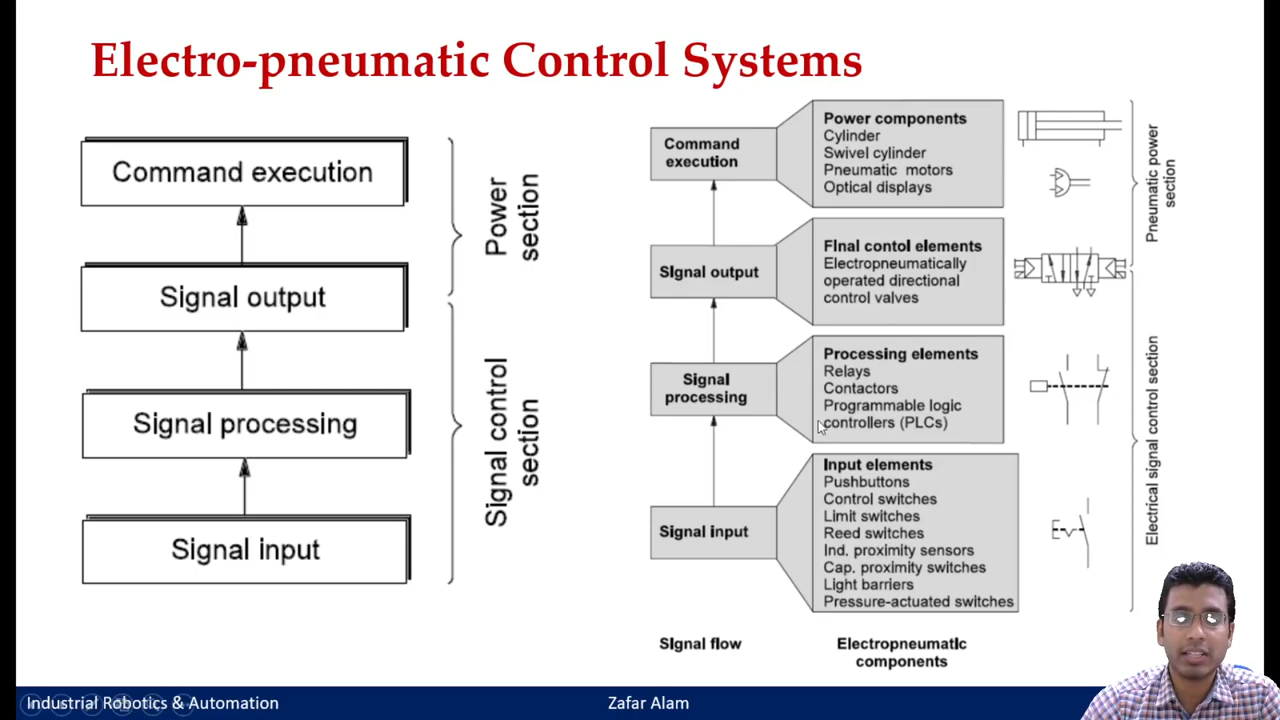 Electro-pneumatic Control Systems
Command execution
Signal output
Signal processing
Signal input
Power
section
Signal control
section
Command
execution
Signal output
Signal
processing
Signal input
Signal flow
Power components
Cylinder
Swivel cylinder
Pneumatic motors
Optical displays
FInal contol elements
Electropneumatically
operated directional
control valves
Processing elements
Relays
Contactors
Programmable logic
controllers (PLCs)
Input elements
Pushbuttons
Control switches
Limit switches
Reed switches
Ind. proximity sensors
Cap. proximity switches
Light barriers
Pressure-actuated switches
Electropneumatic
components
Pneumatic power
section
Electrical signal control section
Industrial Robotics & Automation
Zafar Alam